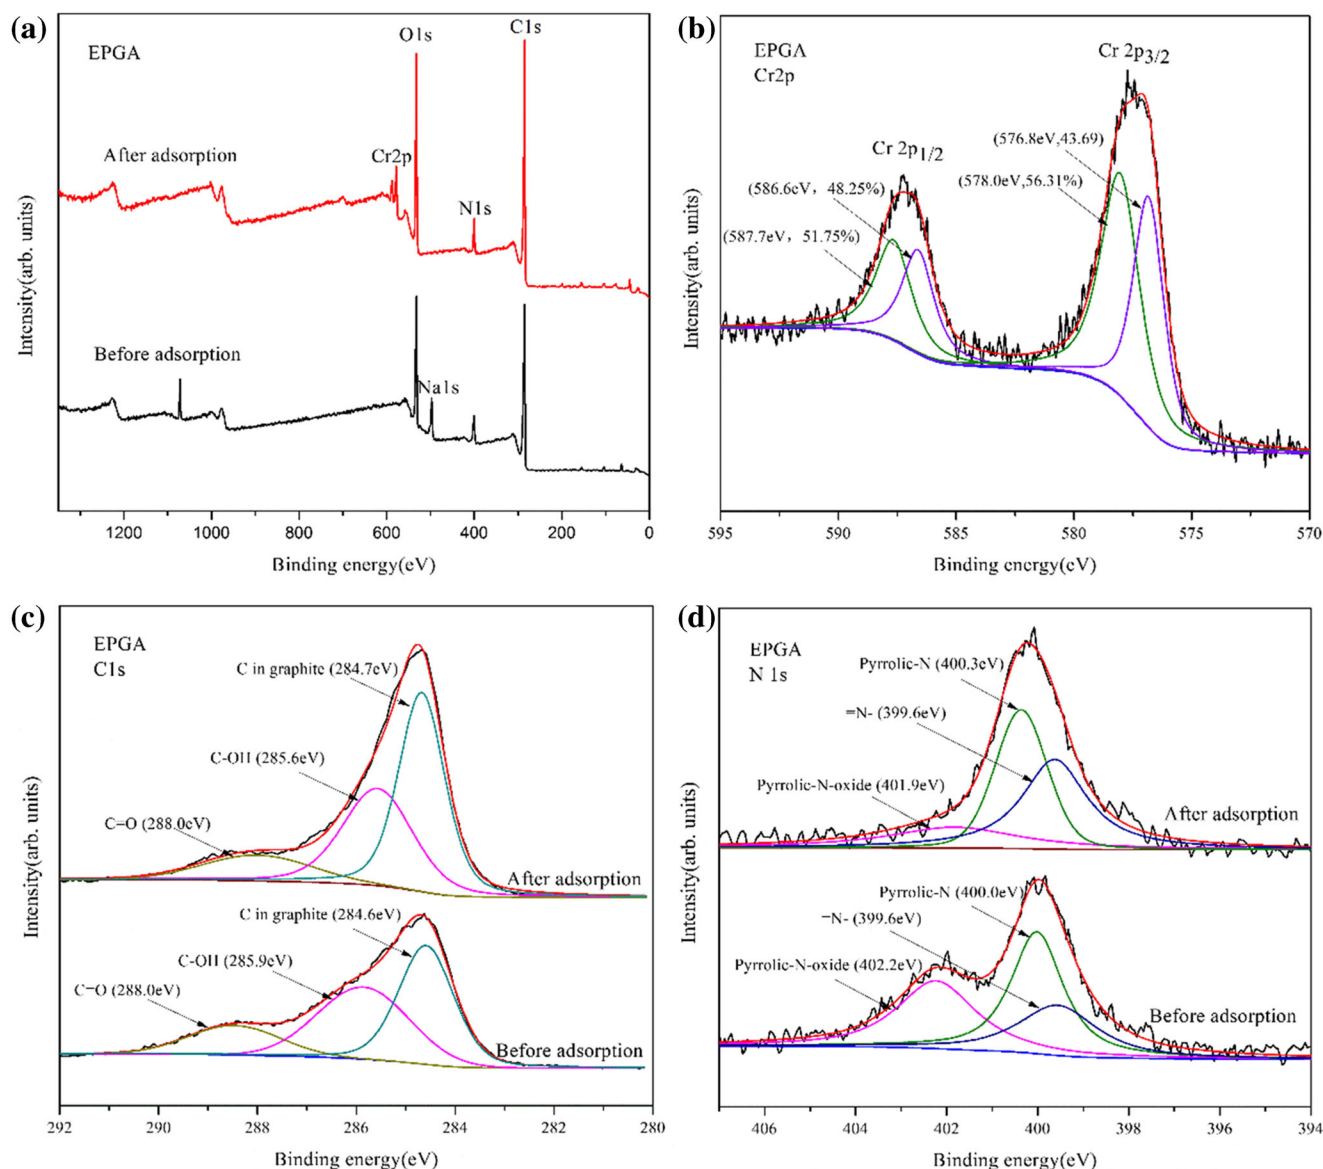 (a)
EPGA
O1s
C1s
After adsorption
Cr2p
N1s
Before adsorption
Na1s
Intensity(arb. units)
1200 1000 800 600 400 200 0
Binding energy(eV)
(b)
EPGA
Cr2p
Cr 2p3/2
(576.8eV,43.69)
(578.0eV,56.31%)
Cr 2p1/2
(586.6eV, 48.25%)
(587.7eV, 51.75%)
Intensity(arb. units)
595 590 585 580 575 570
Binding energy(eV)
(c)
EPGA
C1s
C in graphite (284.7eV)
C-OH (285.6eV)
C=O (288.0eV)
After adsorption
C in graphite (284.6eV)
C-OH (285.9eV)
C=O (288.0eV)
Before adsorption
Intensity(arb. units)
292 290 288 286 284 282 280
Binding energy(eV)
(d)
EPGA
N 1s
Pyrrolic-N (400.3eV)
=N- (399.6eV)
Pyrrolic-N-oxide (401.9eV)
After adsorption
Pyrrolic-N (400.0eV)
=N- (399.6eV)
Pyrrolic-N-oxide (402.2eV)
Before adsorption
Intensity(arb. units)
406 404 402 400 398 396 394
Binding energy(eV)